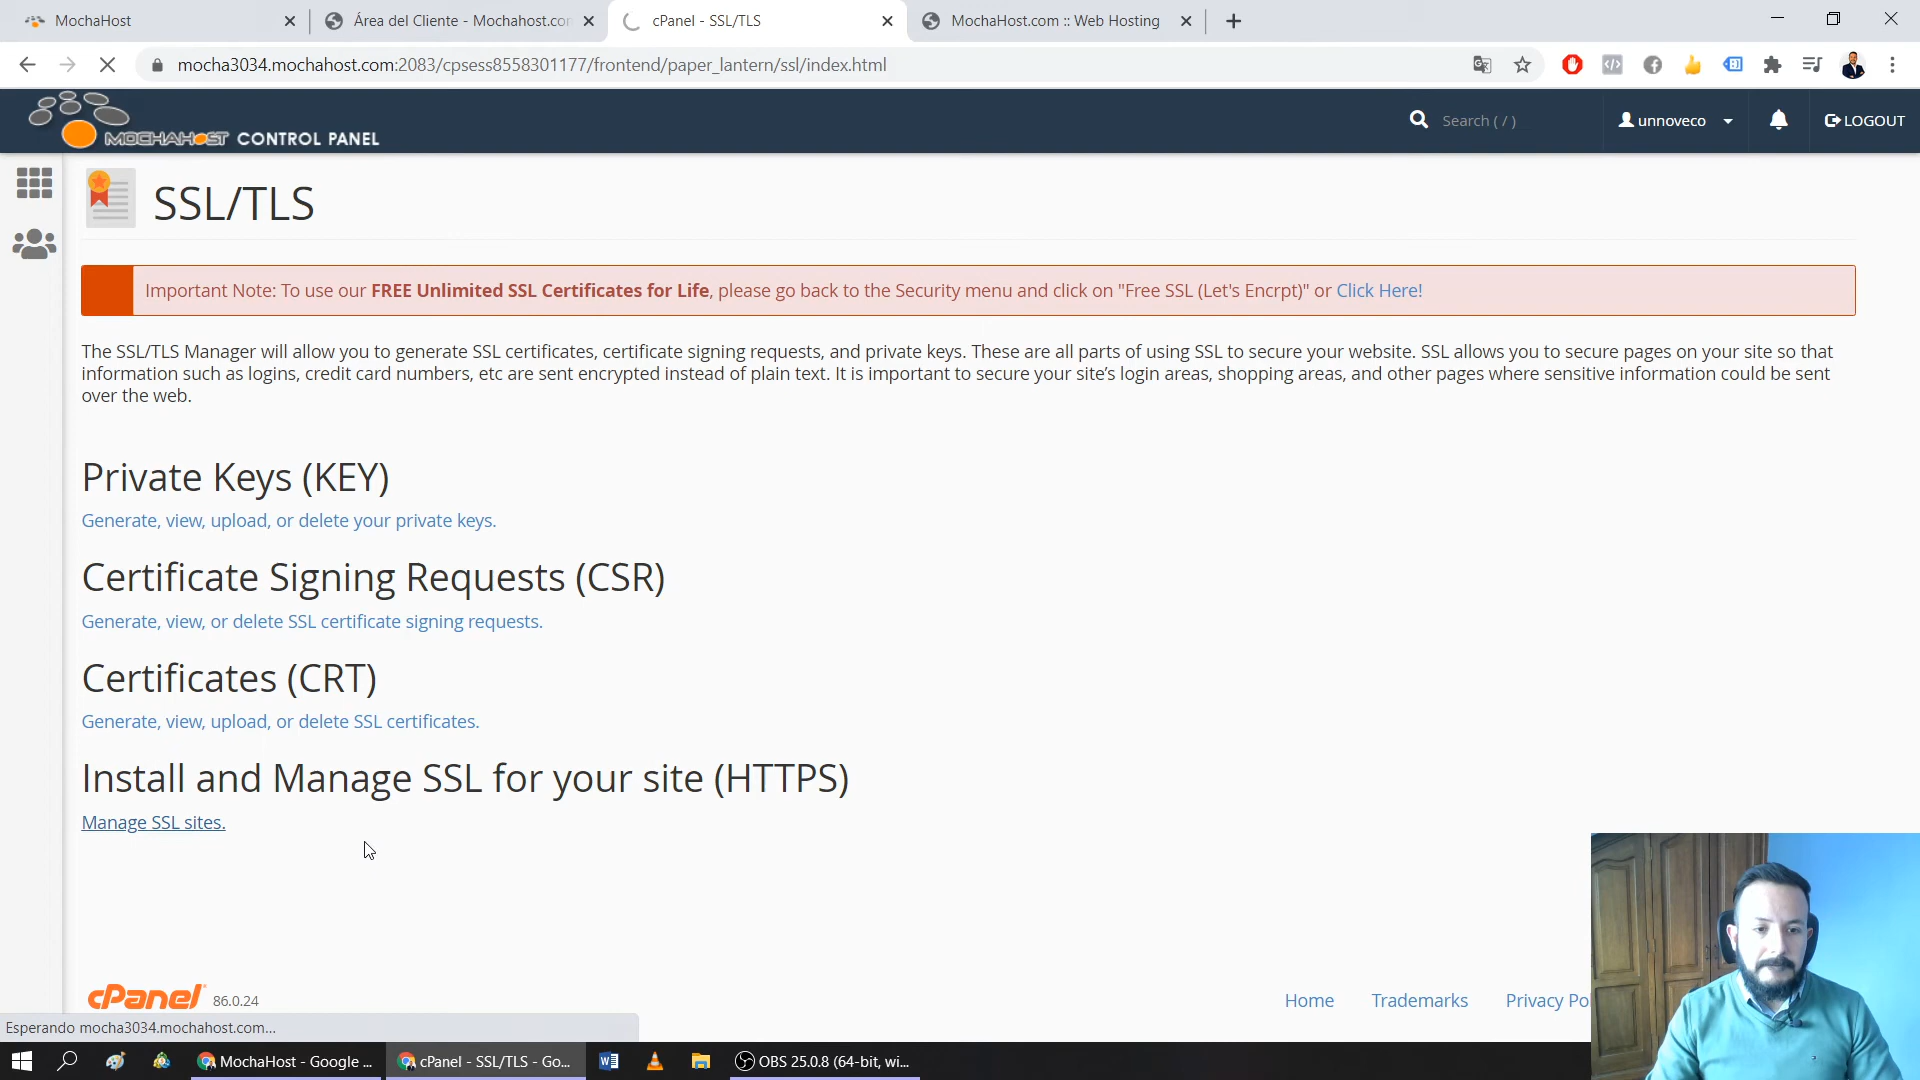 MochaHost
Área del Cliente - Mochahost.com
cPanel - SSL/TLS
MochaHost.com :: Web Hosting
mocha3034.mochahost.com:2083/cpsess8558301177/frontend/paper_lantern/ssl/index.html
MOCHAHOST CONTROL PANEL
Search ( / )
unnoveco
LOGOUT
SSL/TLS
Important Note: To use our FREE Unlimited SSL Certificates for Life, please go back to the Security menu and click on "Free SSL (Let's Encrpt)" or Click Here!
The SSL/TLS Manager will allow you to generate SSL certificates, certificate signing requests, and private keys. These are all parts of using SSL to secure your website. SSL allows you to secure pages on your site so that
information such as logins, credit card numbers, etc are sent encrypted instead of plain text. It is important to secure your site’s login areas, shopping areas, and other pages where sensitive information could be sent
over the web.
Private Keys (KEY)
Generate, view, upload, or delete your private keys.
Certificate Signing Requests (CSR)
Generate, view, or delete SSL certificate signing requests.
Certificates (CRT)
Generate, view, upload, or delete SSL certificates.
Install and Manage SSL for your site (HTTPS)
Manage SSL sites.
cPanel 86.0.24
Home
Trademarks
Privacy Po
Esperando mocha3034.mochahost.com...
MochaHost - Google ...
cPanel - SSL/TLS - Go...
OBS 25.0.8 (64-bit, wi...